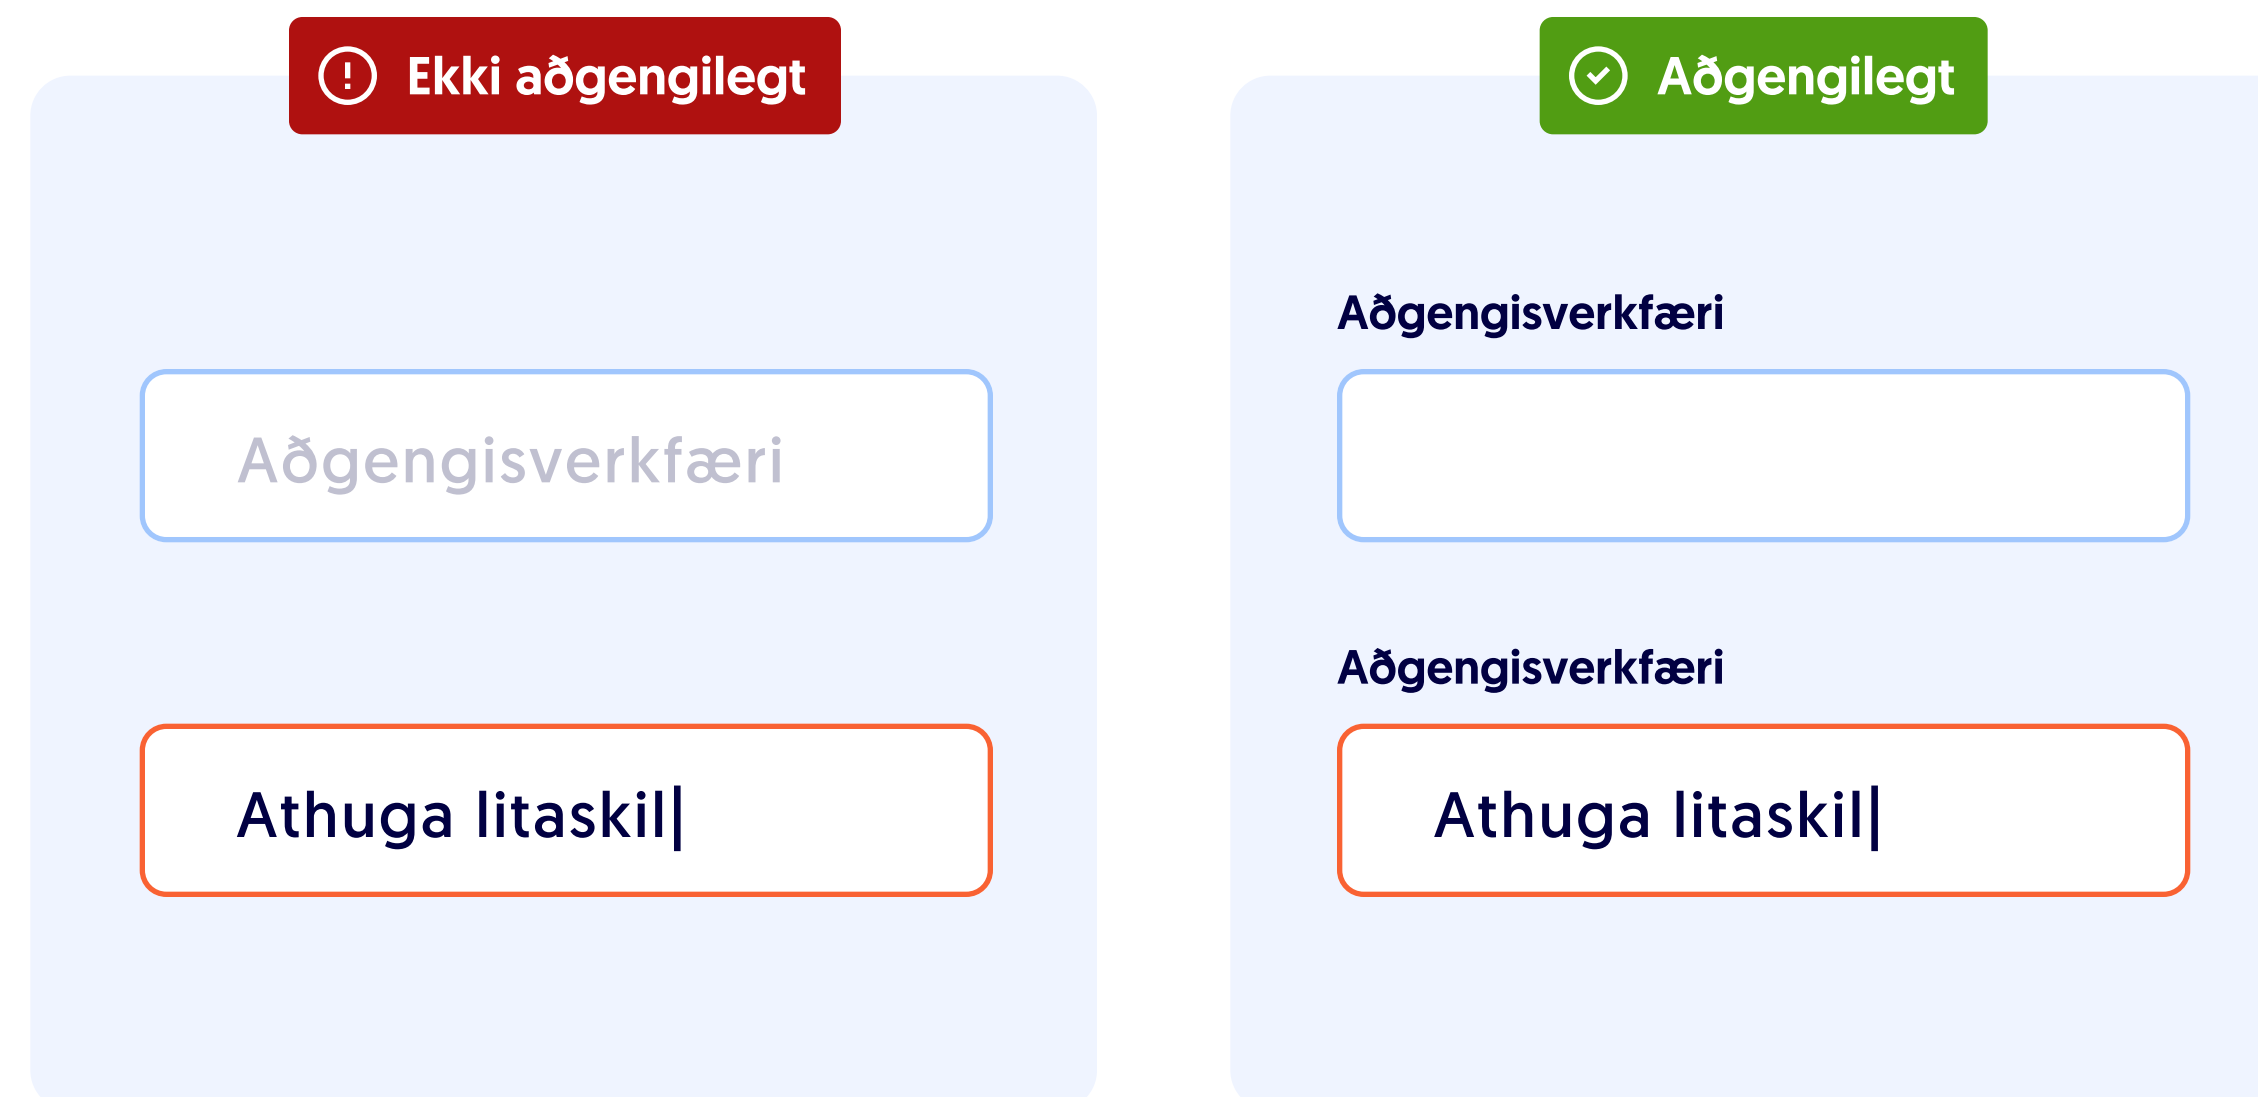 Ekki aðgengilegt
Aðgengisverkfæri
Athuga litaskil
Aðgengilegt
Aðgengisverkfæri
Aðgengisverkfæri
Athuga litaskil